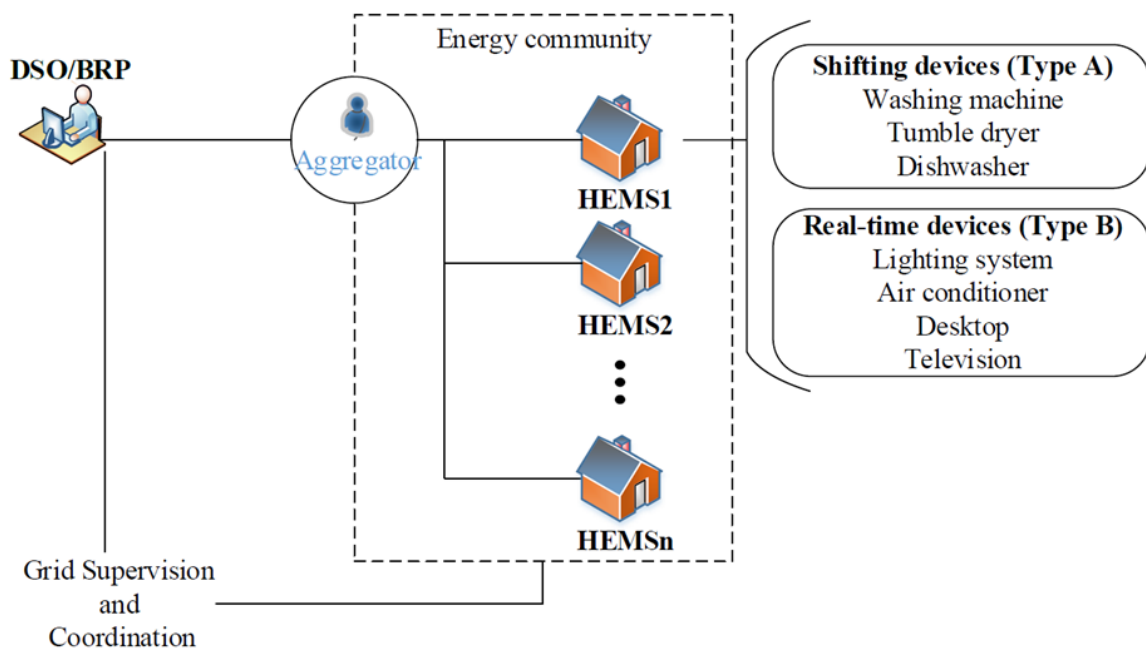 Energy community
DSO/BRP
Aggregator
HEMS1
HEMS2
HEMSn
Shifting devices (Type A)
Washing machine
Tumble dryer
Dishwasher
Real-time devices (Type B)
Lighting system
Air conditioner
Desktop
Television
Grid Supervision
and
Coordination